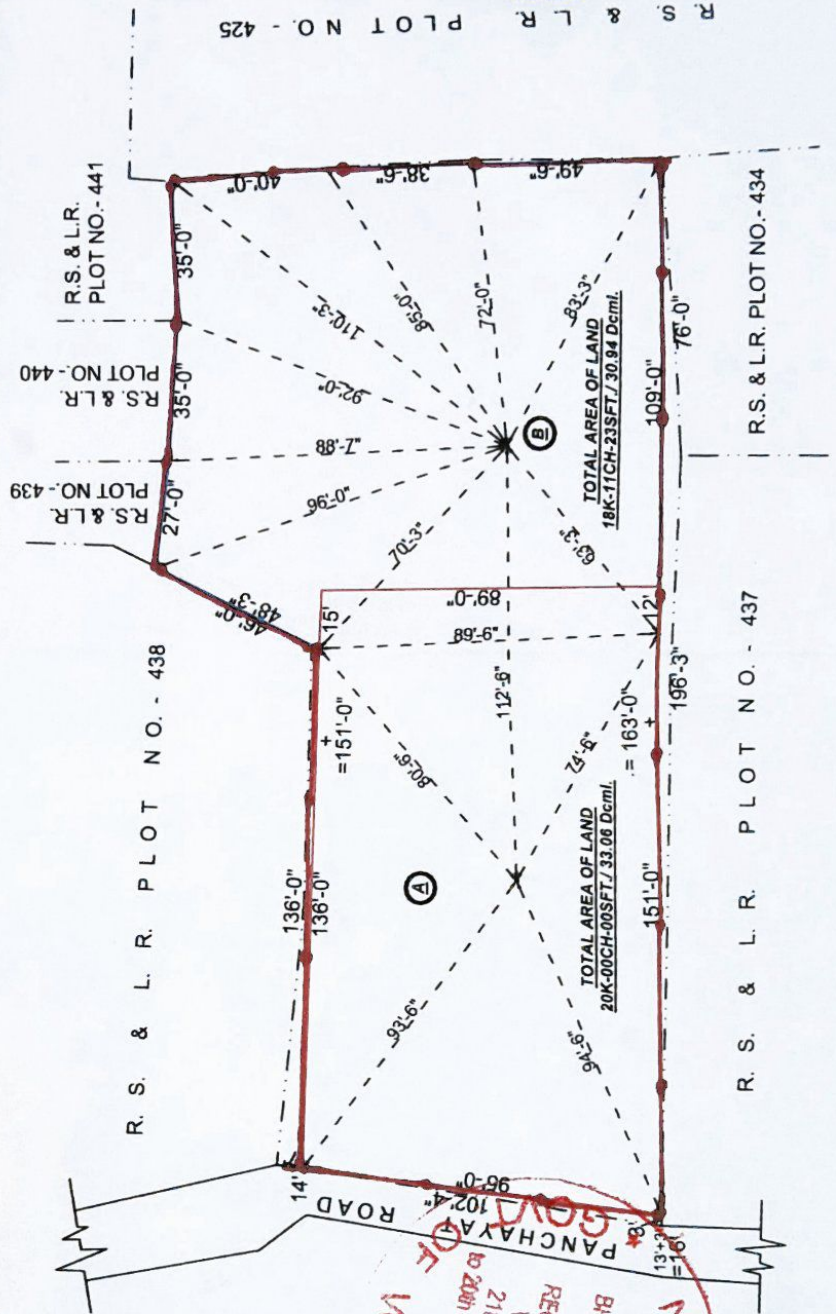 R. S. & L. R. PLOT NO. - 425
R.S. & L.R.
PLOT NO.- 441
R.S. & L.R.
PLOT NO.- 440
R.S. & L.R.
PLOT NO.- 439
R. S. & L. R. PLOT NO. - 438
R.S. & L.R. PLOT NO.- 434
R. S. & L. R. PLOT NO. - 437
40'-0"
38'-6"
49'-6"
35'-0"
35'-0"
27'-0"
48'-3"
46'-0"
110'-3"
85'-0"
72'-0"
83'-3"
92'-0"
88'-7"
96'-0"
70'-3"
63'-3"
B
TOTAL AREA OF LAND
18K-11CH-23SFT./ 30.94 Dcml.
109'-0"
76'-0"
89'-0"
89'-6"
15'
12'
112'-6"
+
=151'-0"
+
.= 163'-0"
196'-3"
136'-0"
136'-0"
80'-6"
74'-6"
A
TOTAL AREA OF LAND
20K-00CH-00SFT./ 33.06 Dcml.
151'-0"
93'-6"
94'-6"
14'
96'-0"
102'-4"
PANCHAYAT ROAD
=16'
GOVT
OF